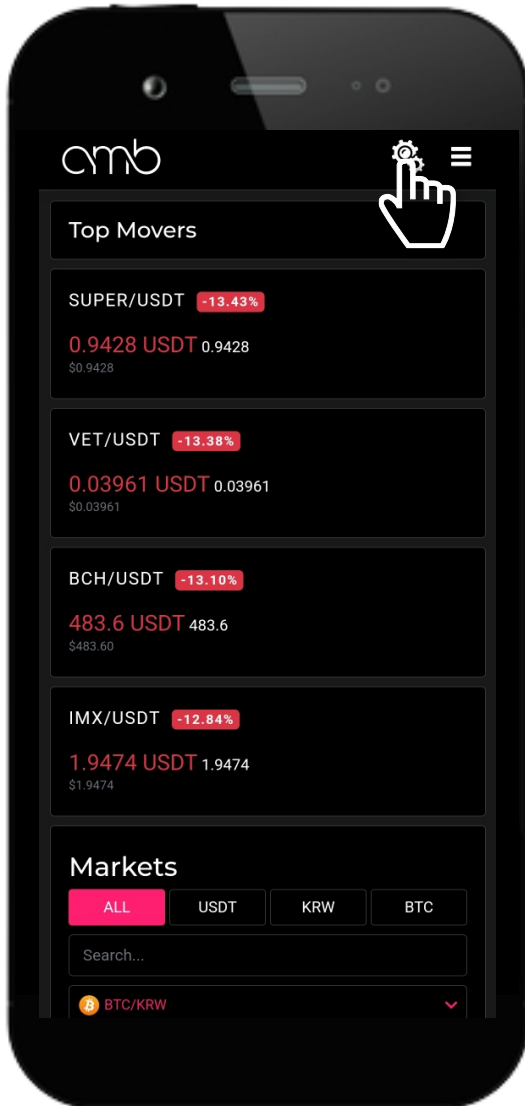 amb
Top Movers
SUPER/USDT -13.43%
0.9428 USDT 0.9428
$0.9428
VET/USDT -13.38%
0.03961 USDT 0.03961
$0.03961
BCH/USDT -13.10%
483.6 USDT 483.6
$483.60
IMX/USDT -12.84%
1.9474 USDT 1.9474
$1.9474
Markets
ALL USDT KRW BTC
Search...
BTC/KRW